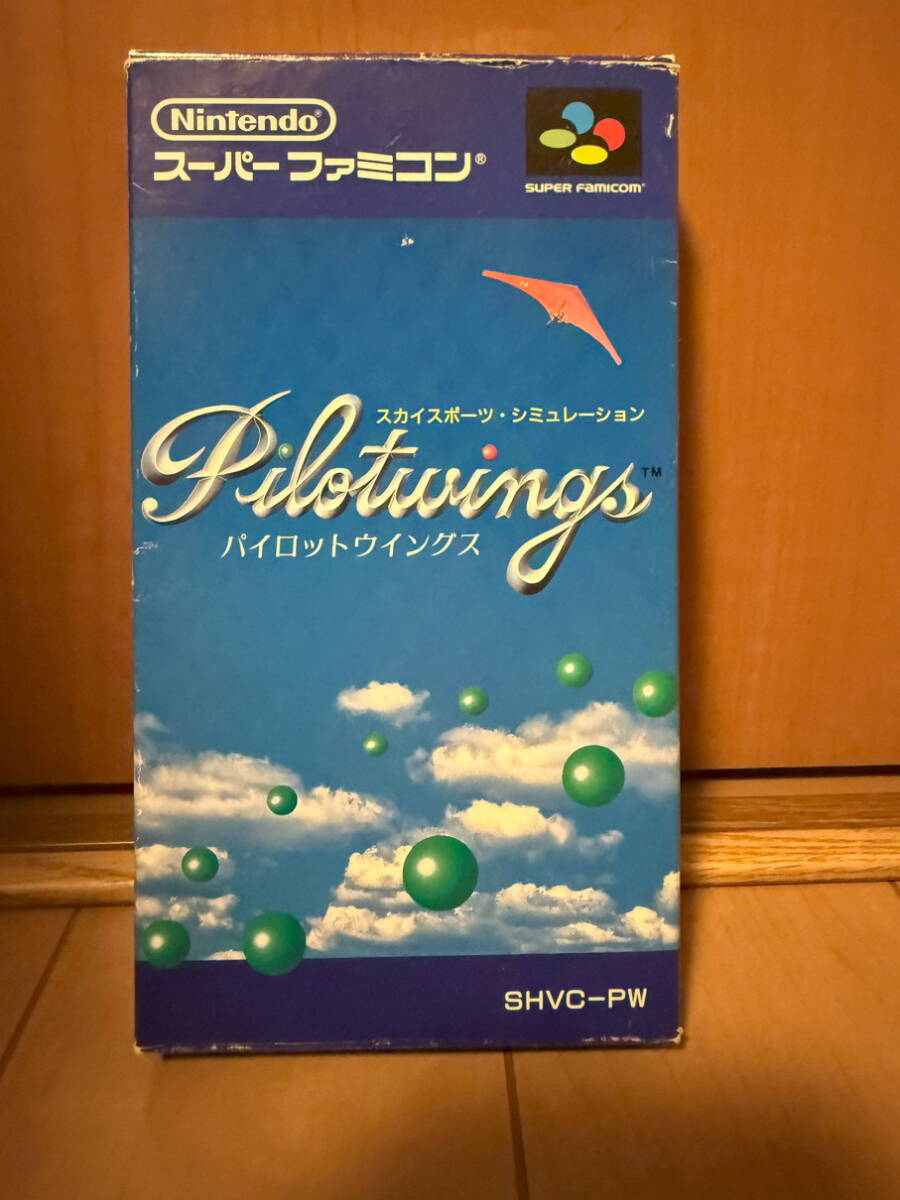 Nintendo®
スーパーファミコン®
SUPER FAMICOM®
スカイスポーツ・シミュレーション
Pilotwings™
パイロットウイングス
SHVC-PW